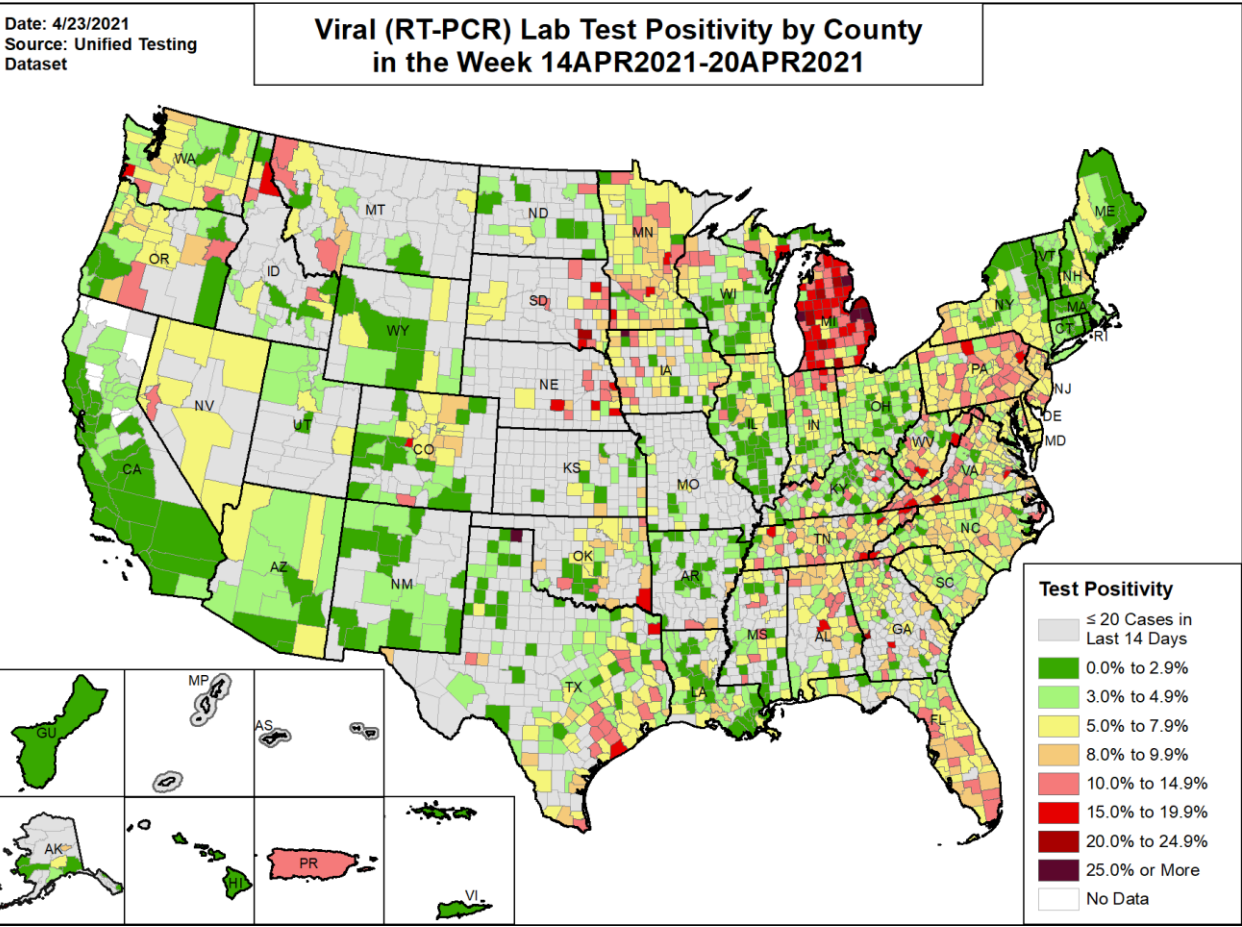 Date: 4/23/2021
Source: Unified Testing
Dataset
Viral (RT-PCR) Lab Test Positivity by County
in the Week 14APR2021-20APR2021
WA
MT
ND
MN
ME
OR
ID
SD
WI
MI
VT
NH
NY
MA
CT
RI
WY
NE
IA
PA
NJ
NV
UT
CO
IL
IN
OH
DE
MD
CA
KS
MO
KY
WV
VA
AZ
NM
OK
AR
TN
NC
SC
TX
LA
MS
AL
GA
FL
GU
MP
AS
AK
HI
PR
VI
Test Positivity
≤ 20 Cases in
Last 14 Days
0.0% to 2.9%
3.0% to 4.9%
5.0% to 7.9%
8.0% to 9.9%
10.0% to 14.9%
15.0% to 19.9%
20.0% to 24.9%
25.0% or More
No Data